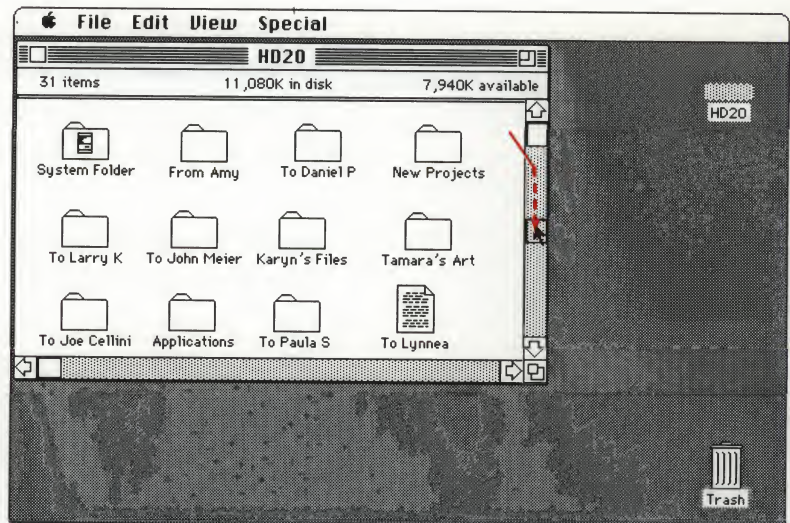 File Edit View Special
HD20
31 items 11,080K in disk 7,940K available
HD20
System Folder From Amy To Daniel P New Projects
To Larry K To John Meier Karyn's Files Tamara's Art
To Joe Cellini Applications To Paula S To Lynnea
Trash